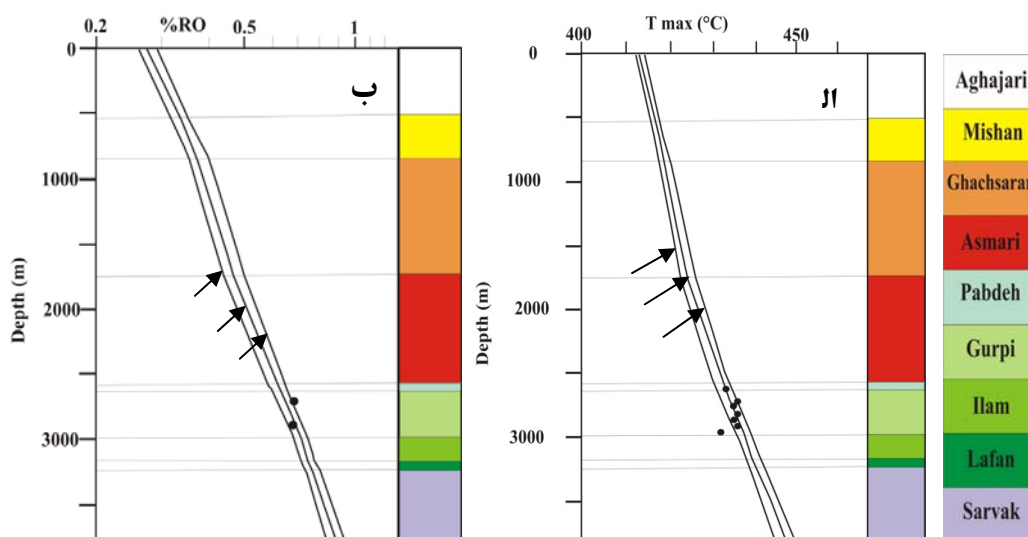 0.2 %RO 0.5 1
0
1000
2000
3000
Depth (m)
ب
T max (°C)
400 450
0
1000
2000
3000
Depth (m)
ال
Aghajari
Mishan
Ghachsaran
Asmari
Pabdeh
Gurpi
Ilam
Lafan
Sarvak